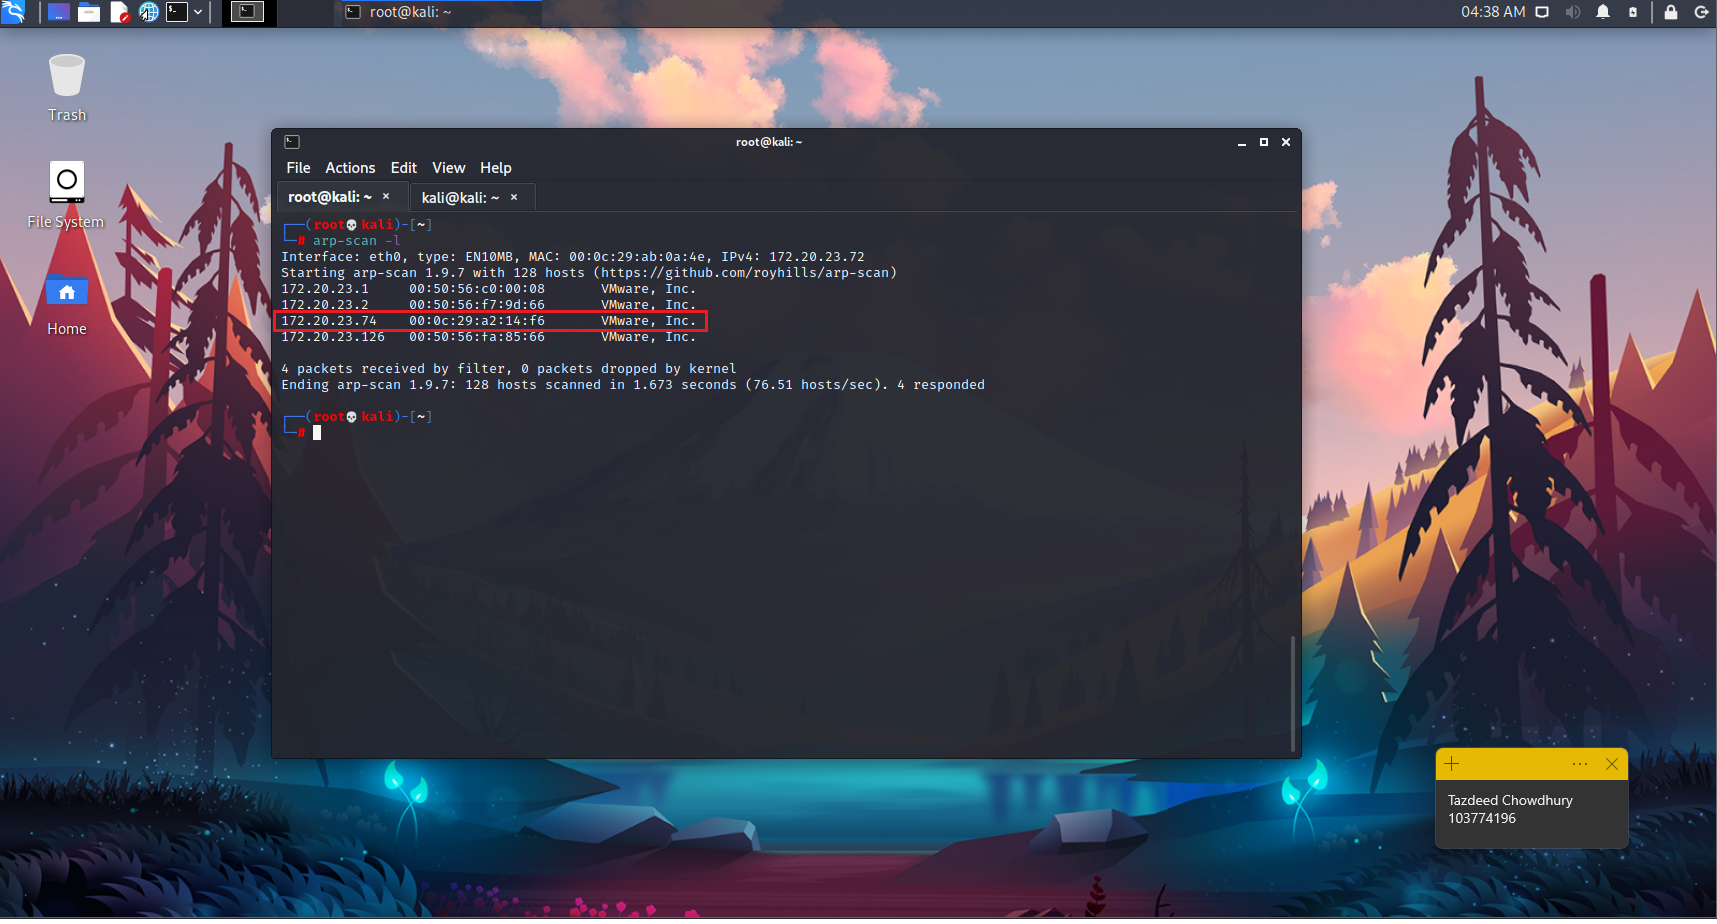 root@kali: ~
04:38 AM
Trash
File System
Home
root@kali: ~
File Actions Edit View Help
root@kali: ~ ×
kali@kali: ~ ×
┌──(root💀kali)-[~]
└─# arp-scan -l
Interface: eth0, type: EN10MB, MAC: 00:0c:29:ab:0a:4e, IPv4: 172.20.23.72
Starting arp-scan 1.9.7 with 128 hosts (https://github.com/royhills/arp-scan)
172.20.23.1 00:50:56:c0:00:08 VMware, Inc.
172.20.23.2 00:50:56:f7:9d:66 VMware, Inc.
172.20.23.74 00:0c:29:a2:14:f6 VMware, Inc.
172.20.23.126 00:50:56:fa:85:66 VMware, Inc.
4 packets received by filter, 0 packets dropped by kernel
Ending arp-scan 1.9.7: 128 hosts scanned in 1.673 seconds (76.51 hosts/sec). 4 responded
┌──(root💀kali)-[~]
└─#
Tazdeed Chowdhury
103774196